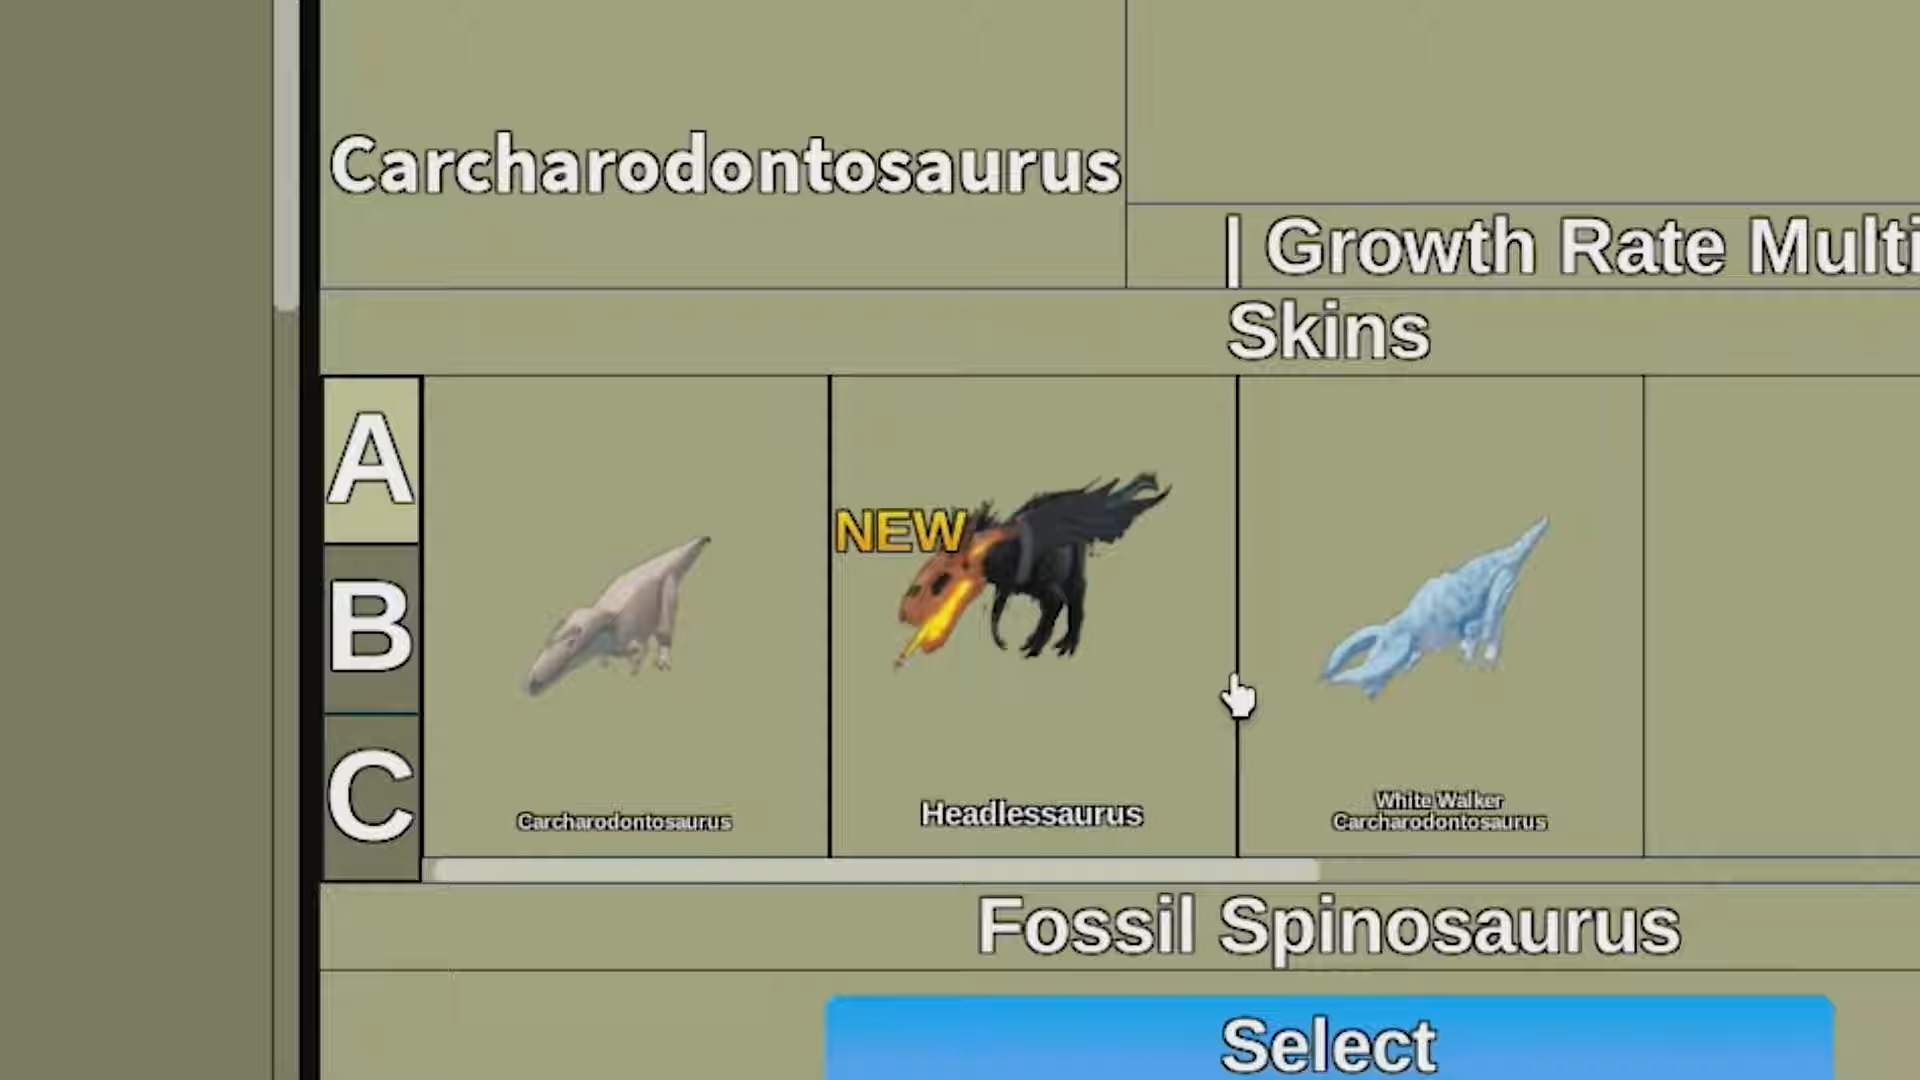 Carcharodontosaurus
| Growth Rate Multi
Skins
A
B
C
NEW
Carcharodontosaurus
Headlessaurus
White Walker
Carcharodontosaurus
Fossil Spinosaurus
Select